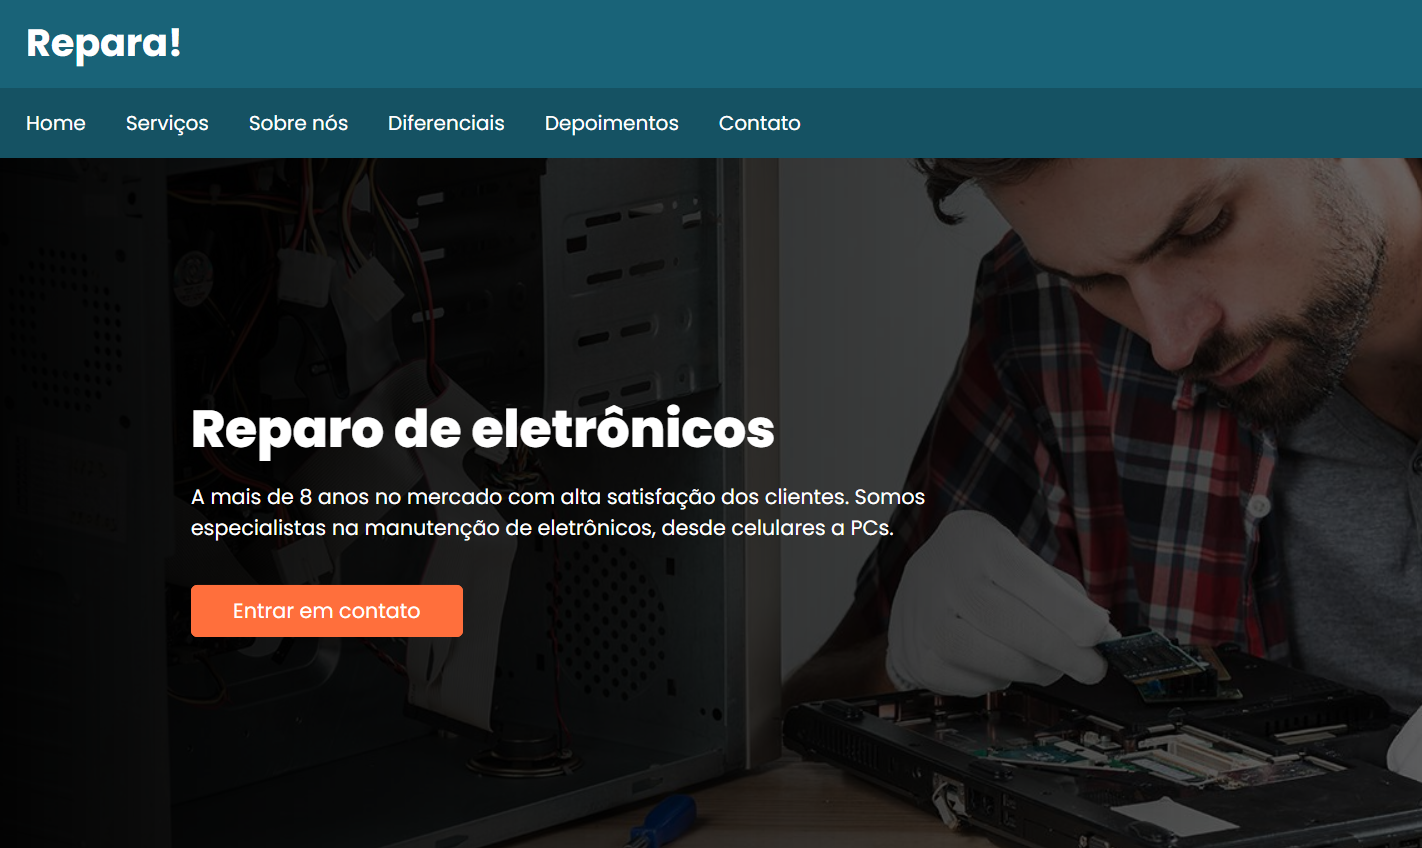 Repara!
Home Serviços Sobre nós Diferenciais Depoimentos Contato
Reparo de eletrônicos
A mais de 8 anos no mercado com alta satisfação dos clientes. Somos
especialistas na manutenção de eletrônicos, desde celulares a PCs.
Entrar em contato